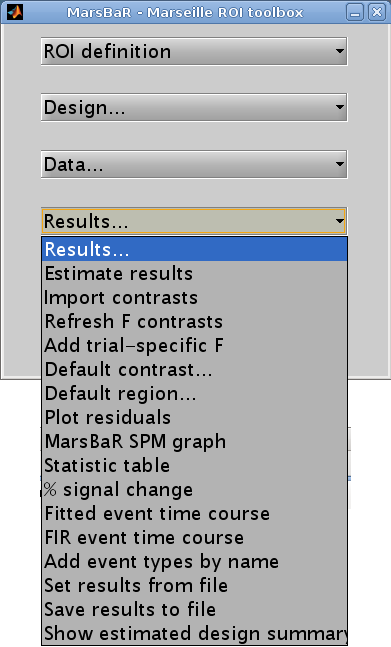 MarsBaR - Marseille ROI toolbox
ROI definition
Design...
Data...
Results...
Results...
Estimate results
Import contrasts
Refresh F contrasts
Add trial-specific F
Default contrast...
Default region...
Plot residuals
MarsBaR SPM graph
Statistic table
% signal change
Fitted event time course
FIR event time course
Add event types by name
Set results from file
Save results to file
Show estimated design summary